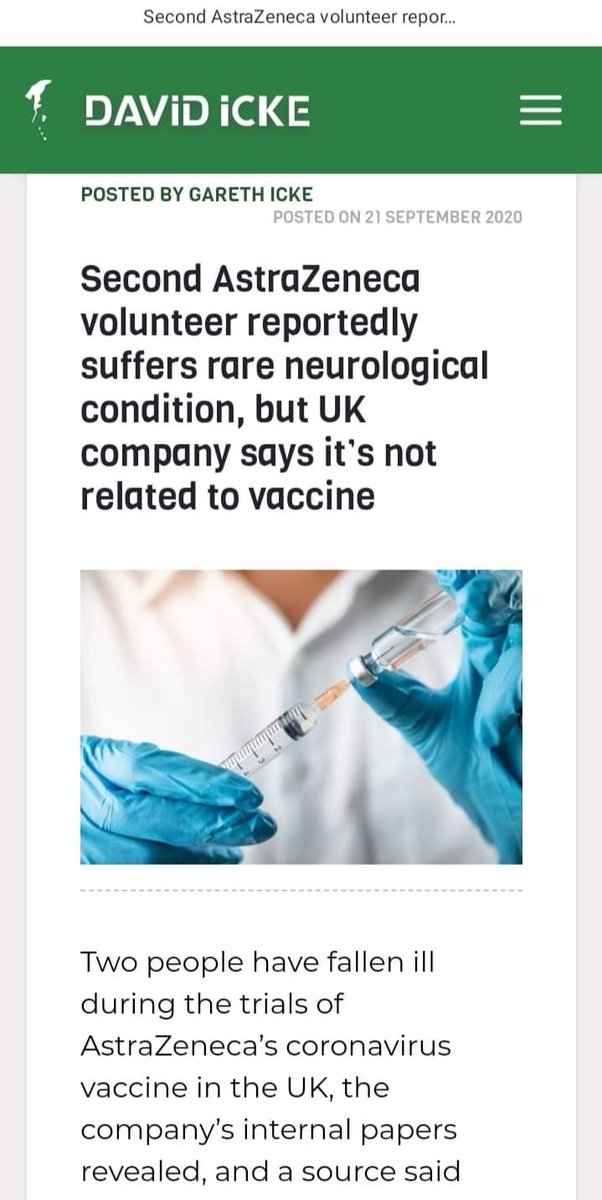 Second AstraZeneca volunteer repor...
DAViD iCKE
POSTED BY GARETH ICKE
POSTED ON 21 SEPTEMBER 2020
Second AstraZeneca
volunteer reportedly
suffers rare neurological
condition, but UK
company says it's not
related to vaccine
Two people have fallen ill
during the trials of
AstraZeneca's coronavirus
vaccine in the UK, the
company's internal papers
revealed, and a source said